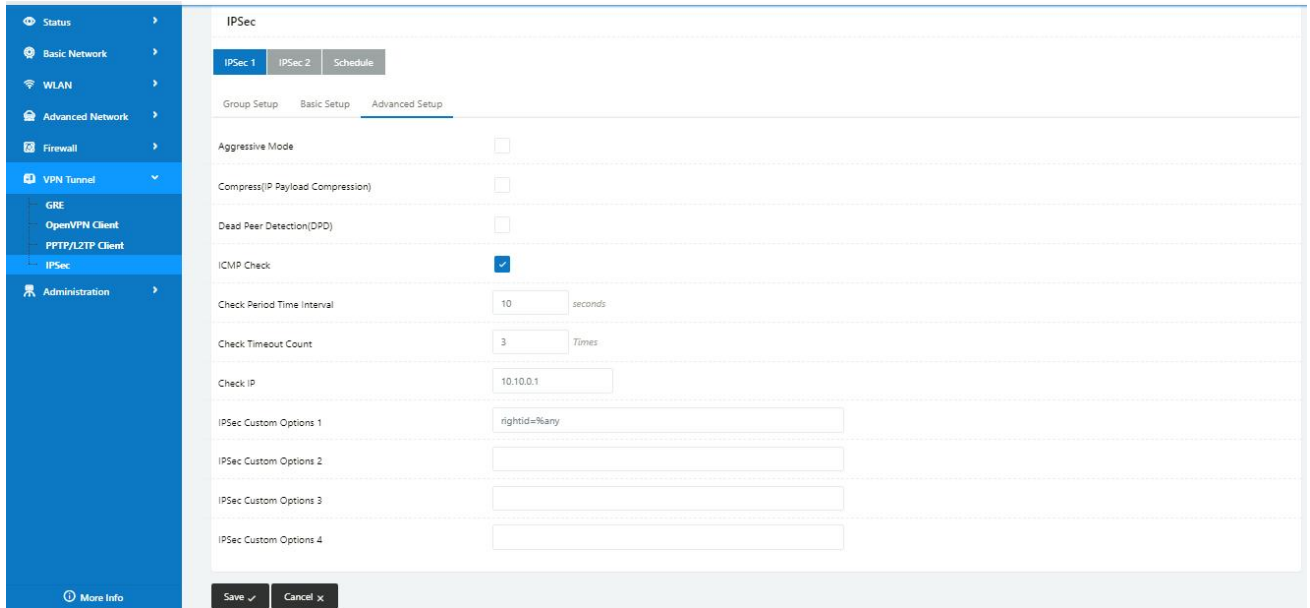 Status
Basic Network
WLAN
Advanced Network
Firewall
VPN Tunnel
GRE
OpenVPN Client
PPTP/L2TP Client
IPSec
Administration
More Info
IPSec
IPSec 1 IPSec 2 Schedule
Group Setup Basic Setup Advanced Setup
Aggressive Mode
Compress(IP Payload Compression)
Dead Peer Detection(DPD)
ICMP Check
Check Period Time Interval 10 seconds
Check Timeout Count 3 Times
Check IP 10.10.0.1
IPSec Custom Options 1 rightid=%any
IPSec Custom Options 2
IPSec Custom Options 3
IPSec Custom Options 4
Save Cancel